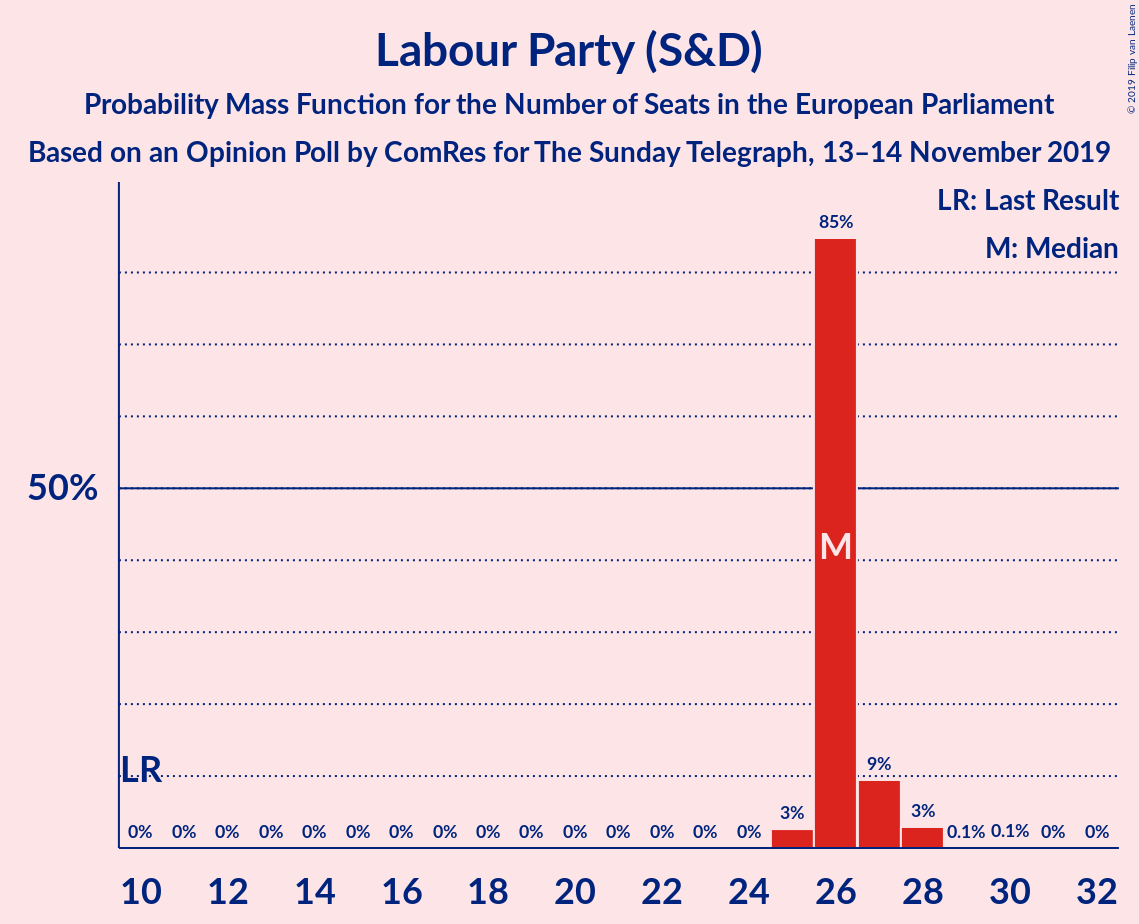 Labour Party (S&D)
Probability Mass Function for the Number of Seats in the European Parliament
Based on an Opinion Poll by ComRes for The Sunday Telegraph, 13–14 November 2019
© 2019 Filip van Laenen
LR: Last Result
M: Median
85%
50%
M
LR
9%
0% 0% 0% 0% 0% 0% 0% 0% 0% 0% 0% 0% 0% 0% 0% 3% 3% 0.1% 0.1% 0% 0%
10 12 14 16 18 20 22 24 26 28 30 32